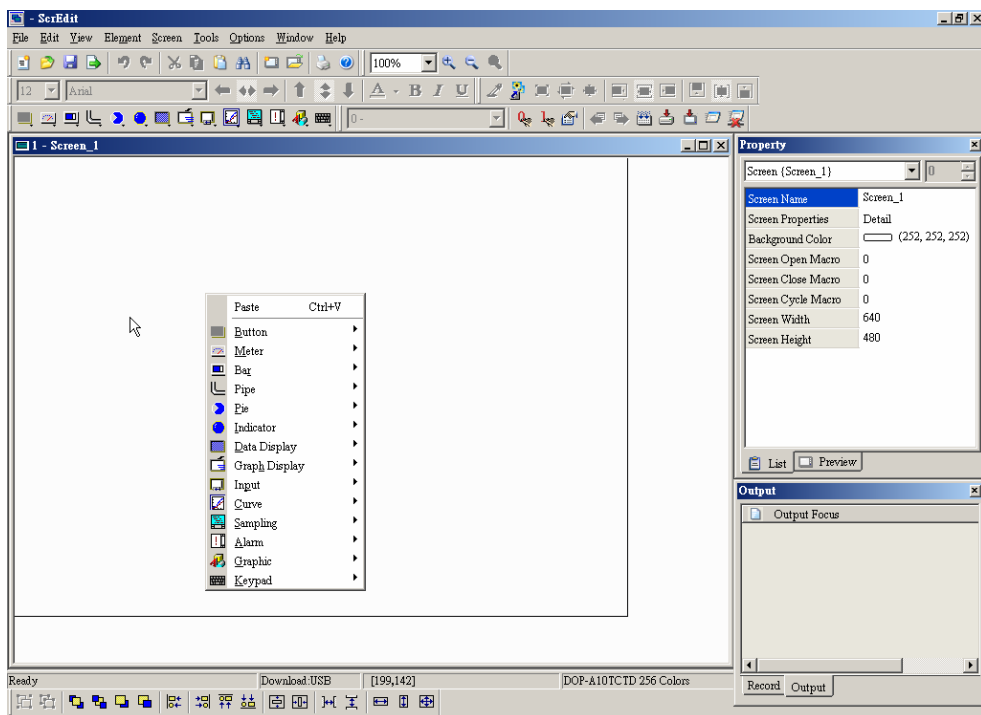 - ScrEdit
File Edit View Element Screen Tools Options Window Help
100%
12 Arial A B I U
0 -
1 - Screen_1
Paste Ctrl+V
Button
Meter
Bar
Pipe
Pie
Indicator
Data Display
Graph Display
Input
Curve
Sampling
Alarm
Graphic
Keypad
Property
Screen {Screen_1} 0
Screen Name Screen_1
Screen Properties Detail
Background Color (252, 252, 252)
Screen Open Macro 0
Screen Close Macro 0
Screen Cycle Macro 0
Screen Width 640
Screen Height 480
List Preview
Output
Output Focus
Record Output
Ready Download:USB [199,142] DOP-A10TCTD 256 Colors